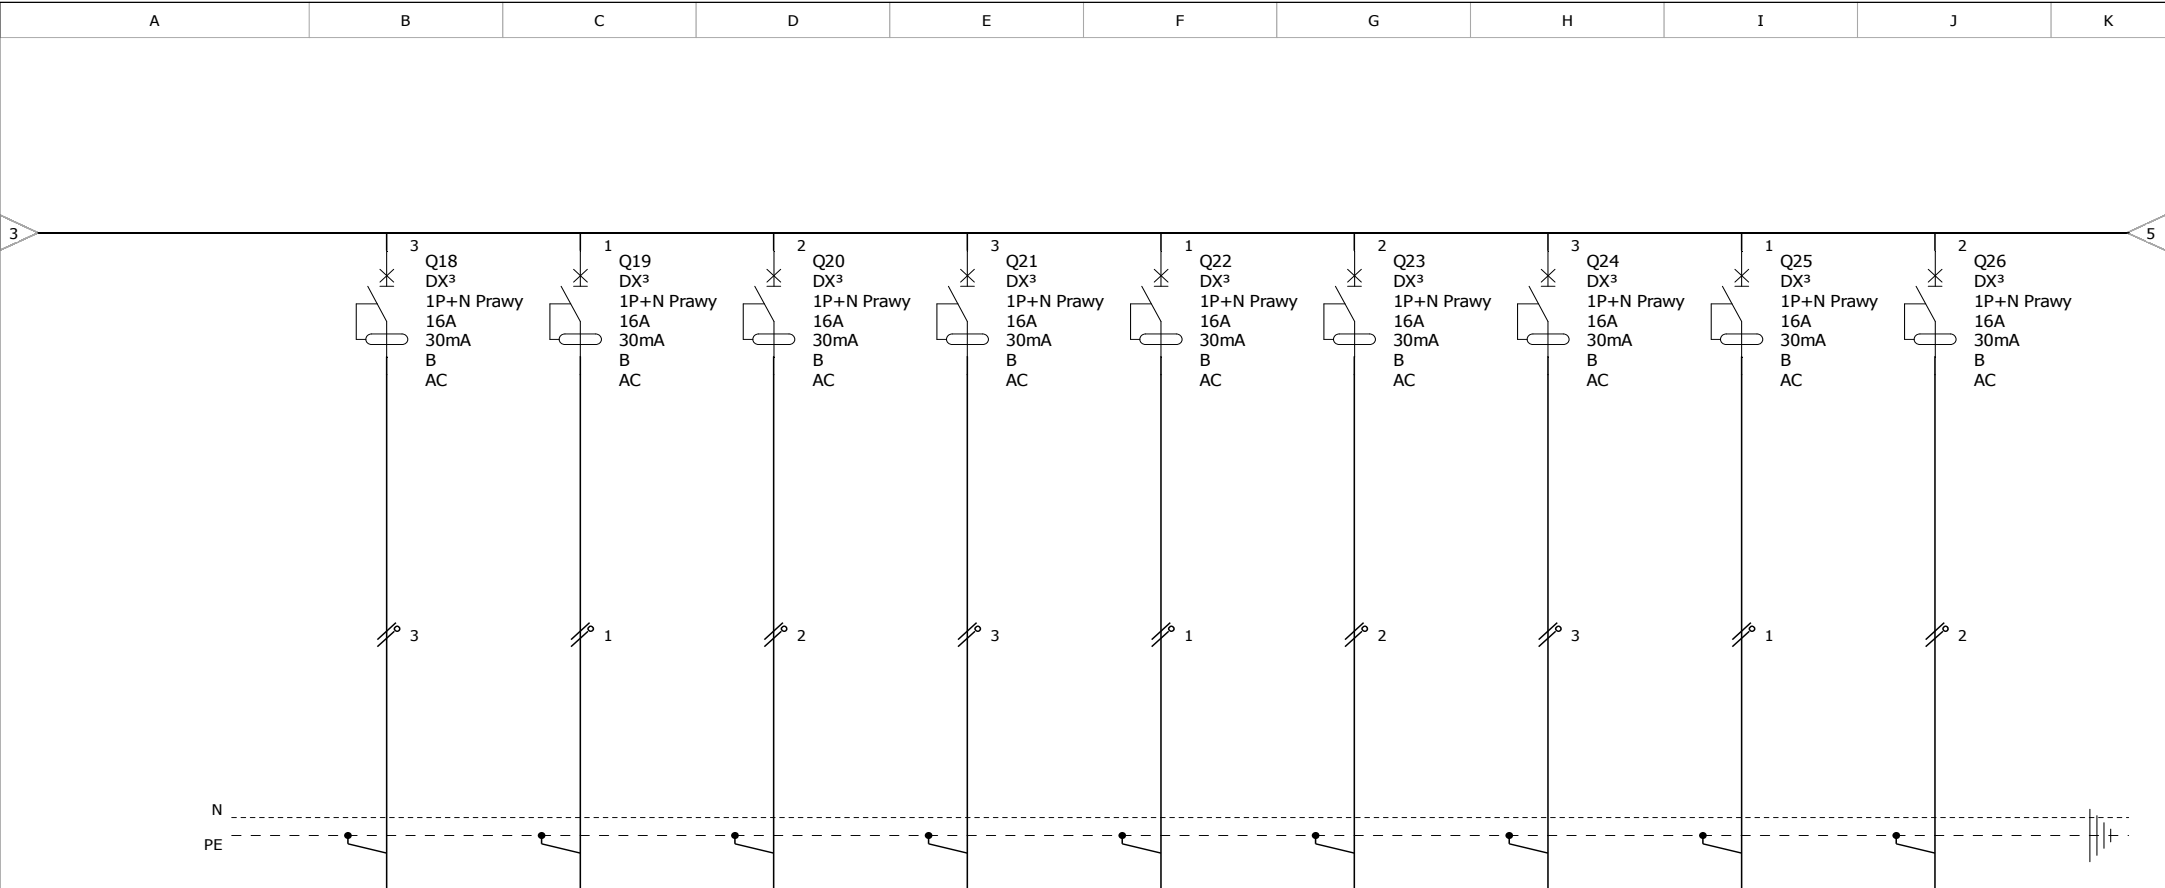 A B C D E F G H I J K
3 5
3 1 2 3 1 2 3 1 2
Q18 Q19 Q20 Q21 Q22 Q23 Q24 Q25 Q26
DX³ DX³ DX³ DX³ DX³ DX³ DX³ DX³ DX³
1P+N Prawy 1P+N Prawy 1P+N Prawy 1P+N Prawy 1P+N Prawy 1P+N Prawy 1P+N Prawy 1P+N Prawy 1P+N Prawy
16A 16A 16A 16A 16A 16A 16A 16A 16A
30mA 30mA 30mA 30mA 30mA 30mA 30mA 30mA 30mA
B B B B B B B B B
AC AC AC AC AC AC AC AC AC
3 1 2 3 1 2 3 1 2
N
PE